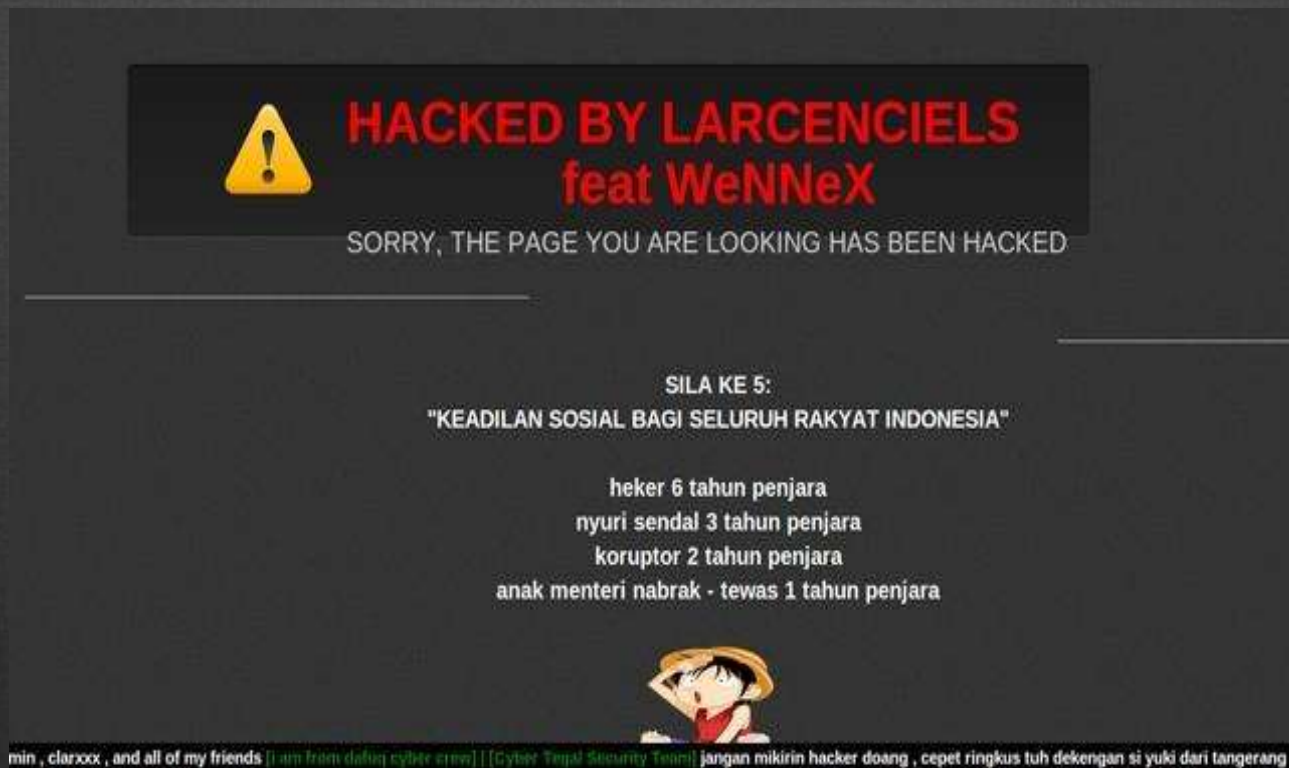 HACKED BY LARCENCIELS
feat WeNNeX
SORRY, THE PAGE YOU ARE LOOKING HAS BEEN HACKED
SILA KE 5:
"KEADILAN SOSIAL BAGI SELURUH RAKYAT INDONESIA"
heker 6 tahun penjara
nyuri sendal 3 tahun penjara
koruptor 2 tahun penjara
anak menteri nabrak - tewas 1 tahun penjara
min , clarxxx , and all of my friends [i am from dafuq cyber crew] | [Cyber Tegal Security Team] jangan mikirin hacker doang , cepet ringkus tuh dekengan si yuki dari tangerang